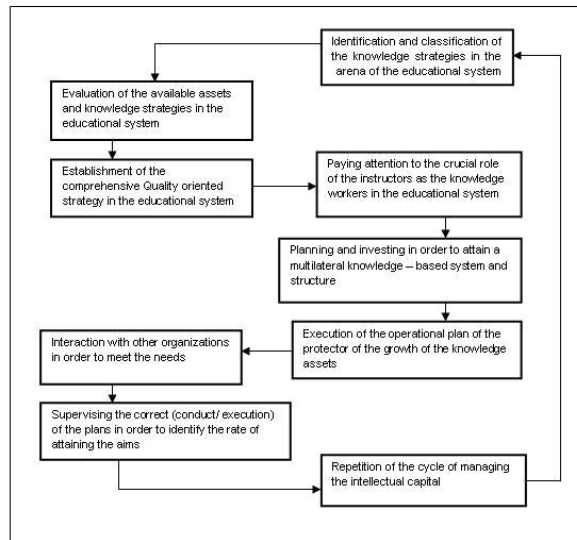 Identification and classification of
the knowledge strategies in the
arena of the educational system
Evaluation of the available assets
and knowledge strategies in the
educational system
Establishment of the
comprehensive Quality oriented
strategy in the educational system
Paying attention to the crucial role
of the instructors as the knowledge
workers in the educational system
Planning and investing in order to attain a
multilateral knowledge – based system and
structure
Execution of the operational plan of the
protector of the growth of the knowledge
assets
Interaction with other organizations
in order to meet the needs
Supervising the correct (conduct/ execution)
of the plans in order to identify the rate of
attaining the aims
Repetition of the cycle of managing
the intellectual capital